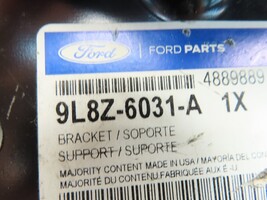 Ford FORD PARTS
4889889
9L8Z-6031-A 1X
BRACKET/SOPORTE
SUPPORT/SUPORTE
MAJORITY CONTENT MADE IN USA/MAYORIA DEL CON
MAJORITÉ DU CONTENU.FABRIQUÉE AUX É.-U.